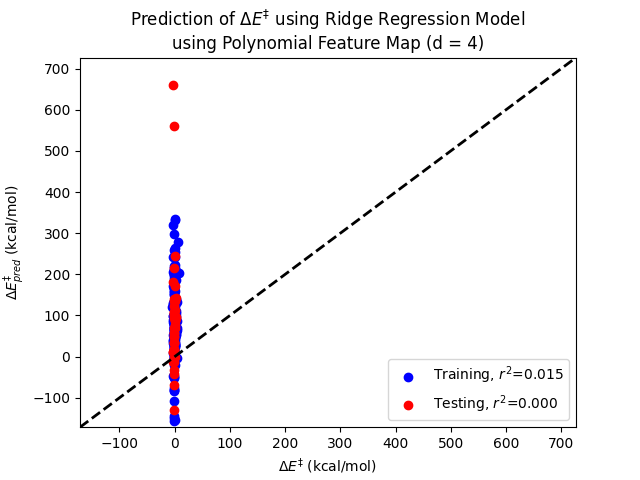 Prediction of ΔE‡ using Ridge Regression Model
using Polynomial Feature Map (d = 4)
ΔE‡pred (kcal/mol)
700
600
500
400
300
200
100
0
−100
Training, r²=0.015
Testing, r²=0.000
−100 0 100 200 300 400 500 600 700
ΔE‡ (kcal/mol)